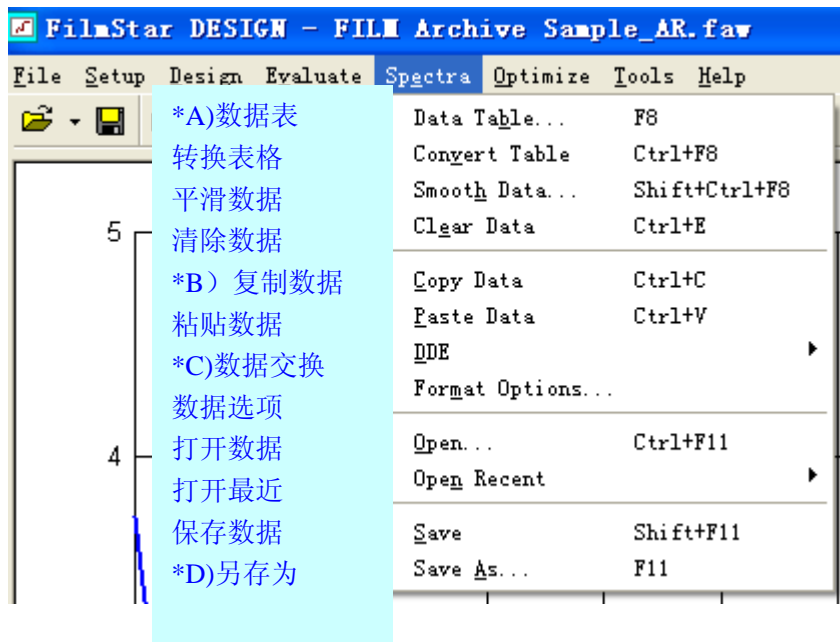 FilmStar DESIGN - FILM Archive Sample_AR.faw
File Setup Design Evaluate Spectra Optimize Tools Help
*A)数据表
转换表格
平滑数据
清除数据
*B）复制数据
粘贴数据
*C)数据交换
数据选项
打开数据
打开最近
保存数据
*D)另存为
Data Table... F8
Convert Table Ctrl+F8
Smooth Data... Shift+Ctrl+F8
Clear Data Ctrl+E
Copy Data Ctrl+C
Paste Data Ctrl+V
DDE
Format Options...
Open... Ctrl+F11
Open Recent
Save Shift+F11
Save As... F11
5
4